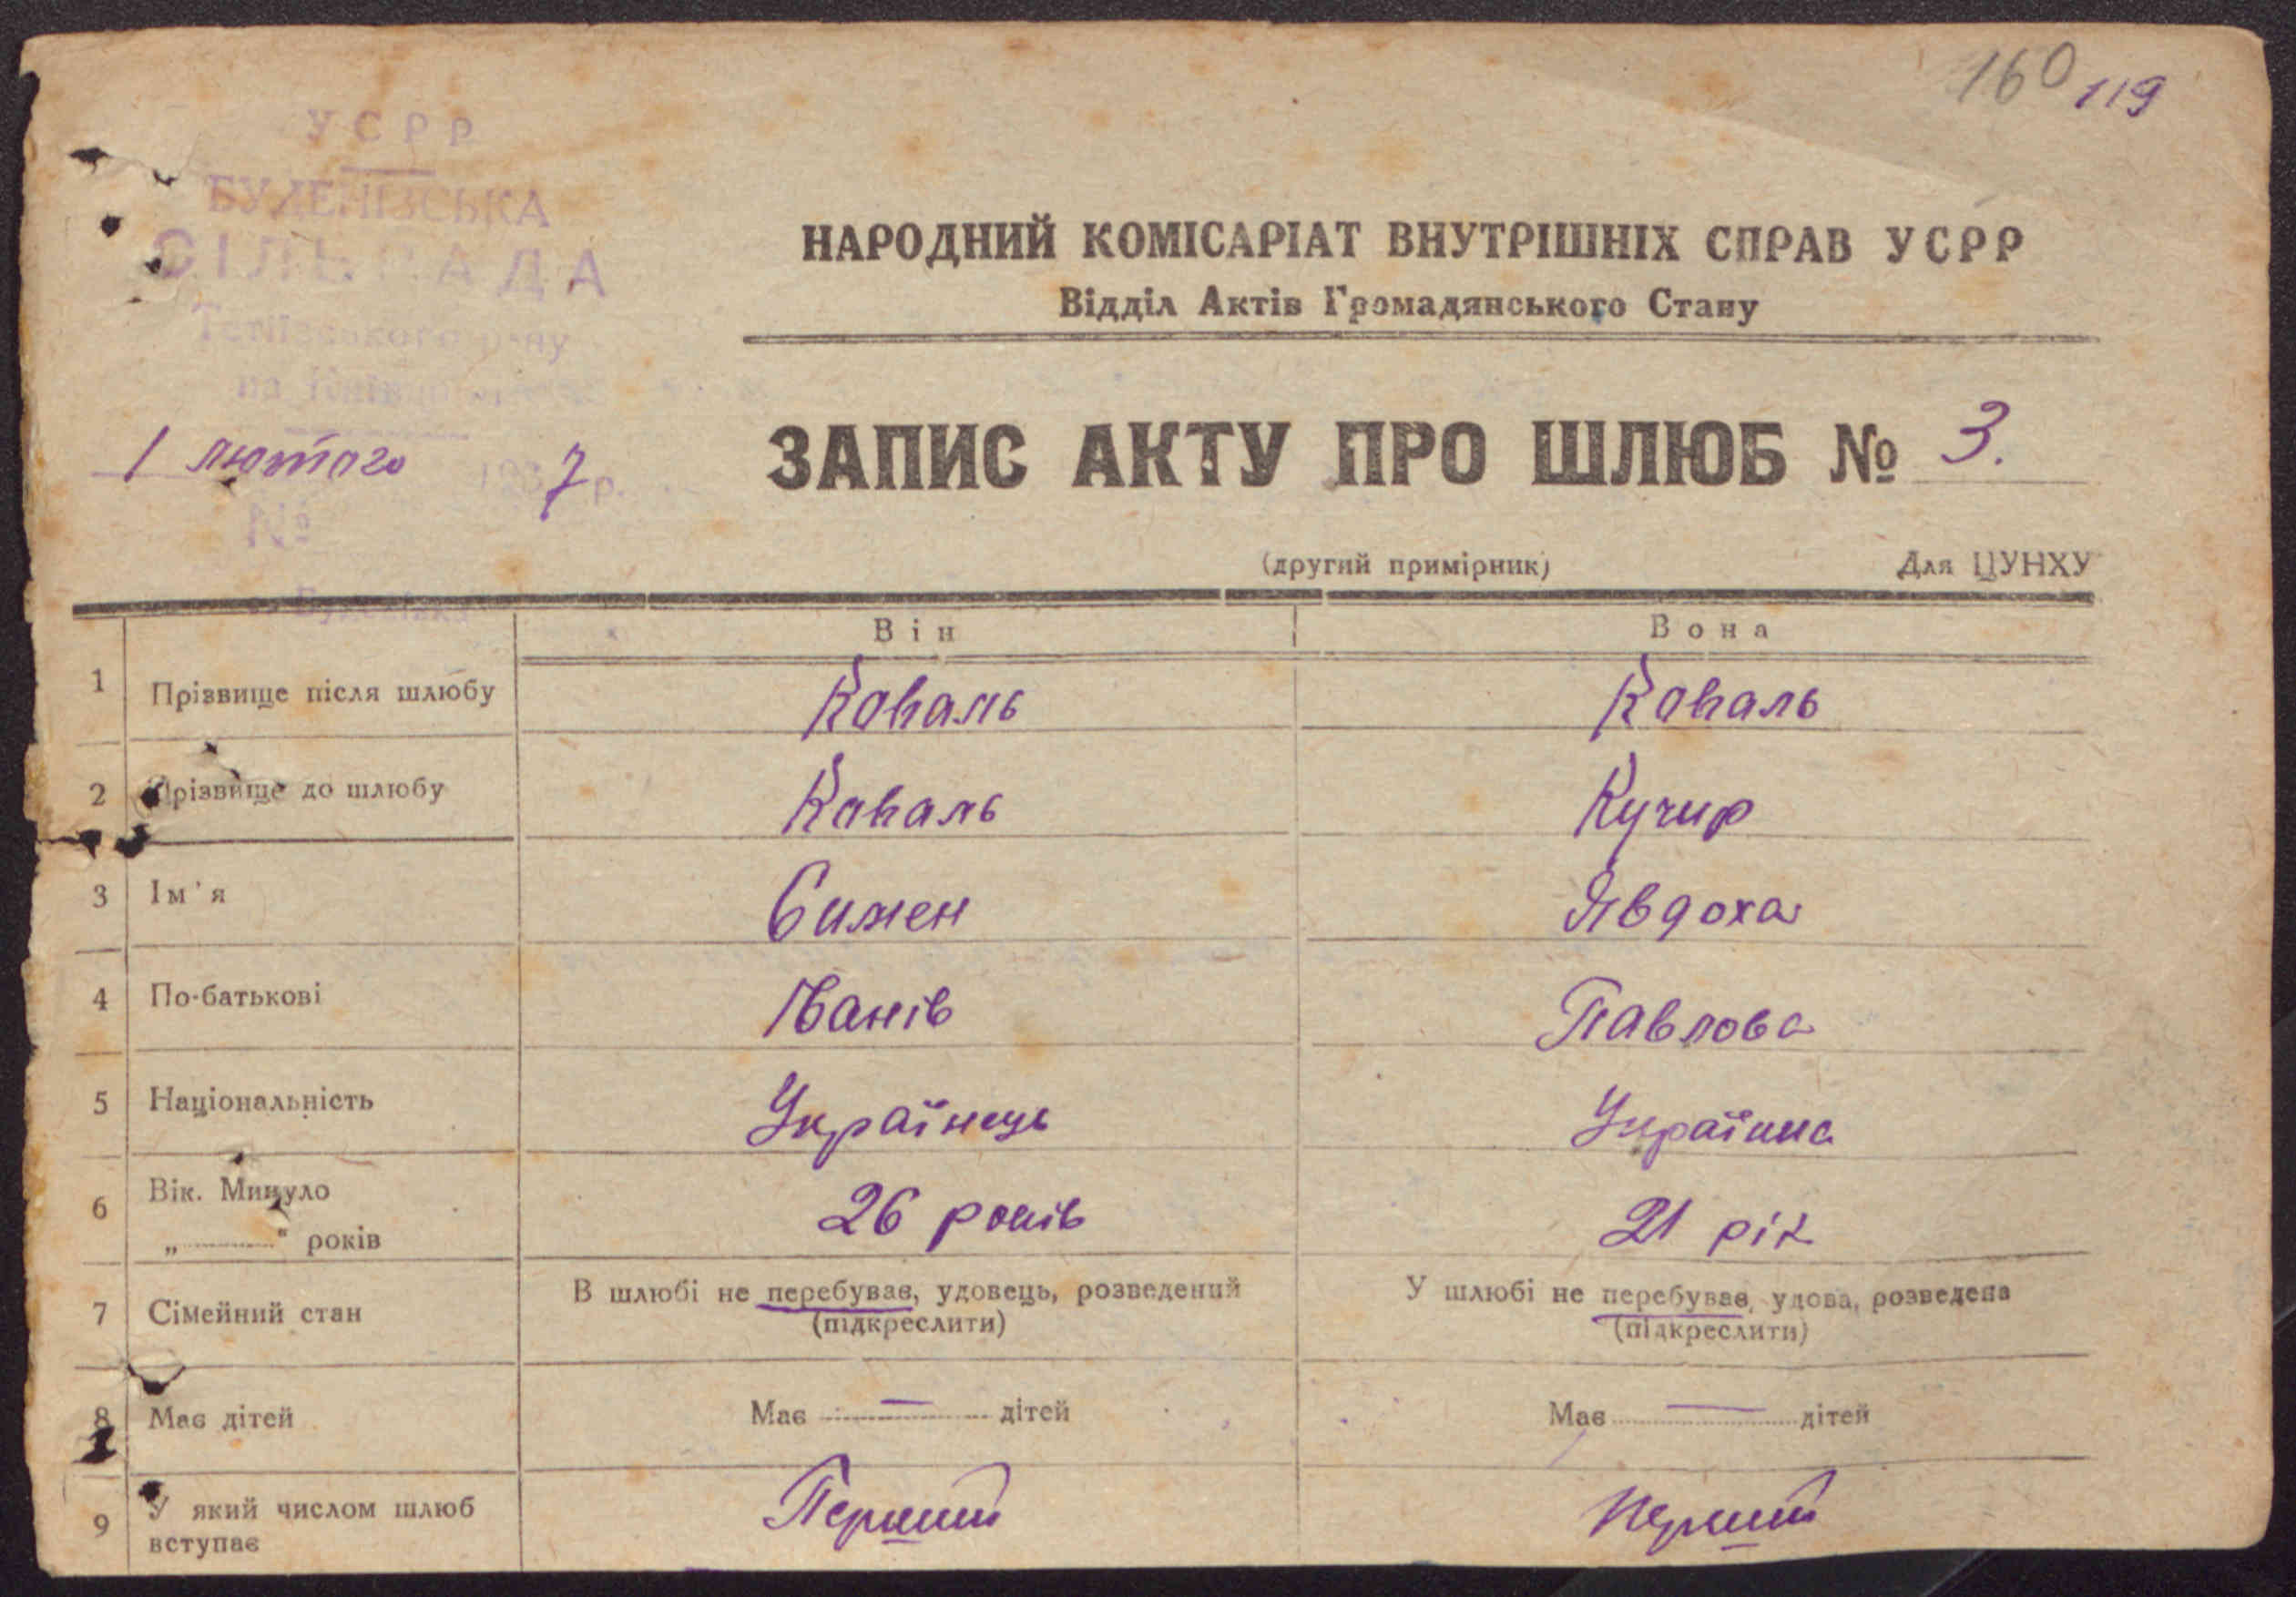 160 119
УСРР
БУДЕНІВСЬКА
СІЛЬРАДА
1 лютого 1937 р.
№
НАРОДНИЙ КОМІСАРІАТ ВНУТРІШНІХ СПРАВ УСРР
Відділ Актів Громадянського Стану
ЗАПИС АКТУ ПРО ШЛЮБ № 3.
(другий примірник) Для ЦУНХУ
Він Вона
1 Прізвище після шлюбу Коваль Коваль
2 Прізвище до шлюбу Коваль Кучир
3 Ім'я Симен Явдоха
4 По-батькові Іванів Павлова
5 Національність Українець Українка
6 Вік. Минуло „ “ років 26 років 21 рік
7 Сімейний стан В шлюбі не перебував, удовець, розведений (підкреслити) У шлюбі не перебуває, удова, розведена (підкреслити)
8 Має дітей Має — дітей Має — дітей
9 У який числом шлюб вступає Перший Перший